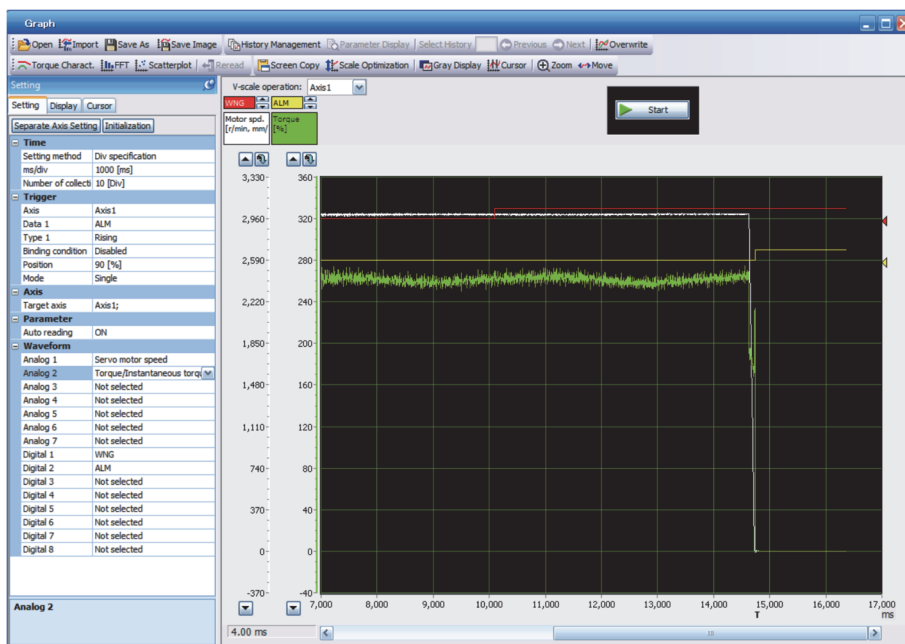 Graph
Open Import Save As Save Image History Management Parameter Display Select History Previous Next Overwrite
Torque Charact. FFT Scatterplot Reread Screen Copy Scale Optimization Gray Display Cursor Zoom Move
Setting
Setting Display Cursor
Separate Axis Setting Initialization
Time
Setting method Div specification
ms/div 1000 [ms]
Number of collecti 10 [Div]
Trigger
Axis Axis1
Data 1 ALM
Type 1 Rising
Binding condition Disabled
Position 90 [%]
Mode Single
Axis
Target axis Axis1;
Parameter
Auto reading ON
Waveform
Analog 1 Servo motor speed
Analog 2 Torque/Instantaneous torqu
Analog 3 Not selected
Analog 4 Not selected
Analog 5 Not selected
Analog 6 Not selected
Analog 7 Not selected
Digital 1 WNG
Digital 2 ALM
Digital 3 Not selected
Digital 4 Not selected
Digital 5 Not selected
Digital 6 Not selected
Digital 7 Not selected
Digital 8 Not selected
Analog 2
V-scale operation: Axis1
WNG ALM
Motor spd. Torque
[r/min, mm/ [%]
Start
3,330 360
2,960 320
2,590 280
2,220 240
1,850 200
1,480 160
1,110 120
740 80
370 40
0 0
-370 -40
7,000 8,000 9,000 10,000 11,000 12,000 13,000 14,000 15,000 16,000 17,000
T ms
4.00 ms